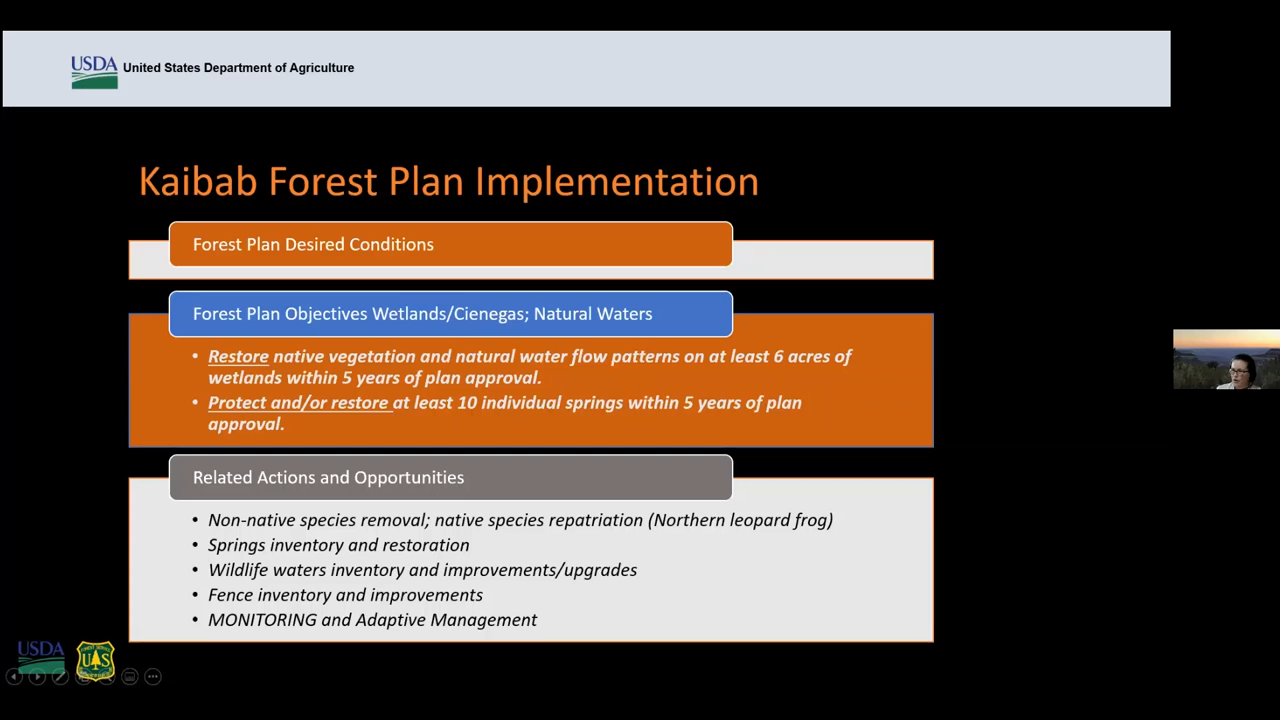 USDA United States Department of Agriculture
Kaibab Forest Plan Implementation
Forest Plan Desired Conditions
Forest Plan Objectives Wetlands/Cienegas; Natural Waters
• Restore native vegetation and natural water flow patterns on at least 6 acres of
wetlands within 5 years of plan approval.
• Protect and/or restore at least 10 individual springs within 5 years of plan
approval.
Related Actions and Opportunities
• Non-native species removal; native species repatriation (Northern leopard frog)
• Springs inventory and restoration
• Wildlife waters inventory and improvements/upgrades
• Fence inventory and improvements
• MONITORING and Adaptive Management
USDA
U S